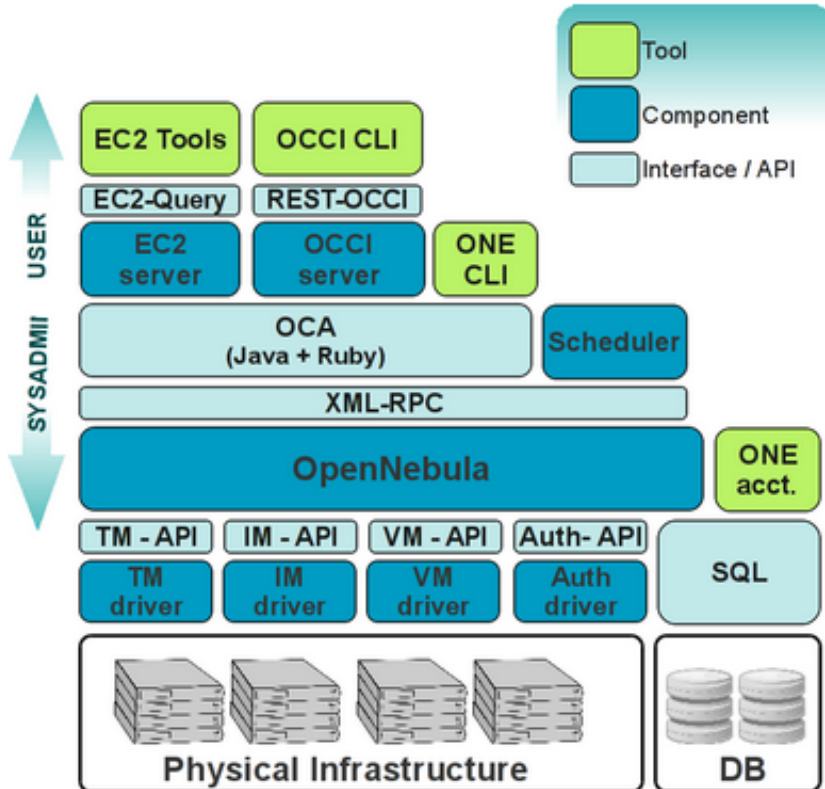 Tool
Component
Interface / API
EC2 Tools
OCCI CLI
EC2-Query
REST-OCCI
EC2
server
OCCI
server
ONE
CLI
USER
SYSADMII
OCA
(Java + Ruby)
Scheduler
XML-RPC
OpenNebula
ONE
acct.
TM - API
IM - API
VM - API
Auth- API
SQL
TM
driver
IM
driver
VM
driver
Auth
driver
Physical Infrastructure
DB